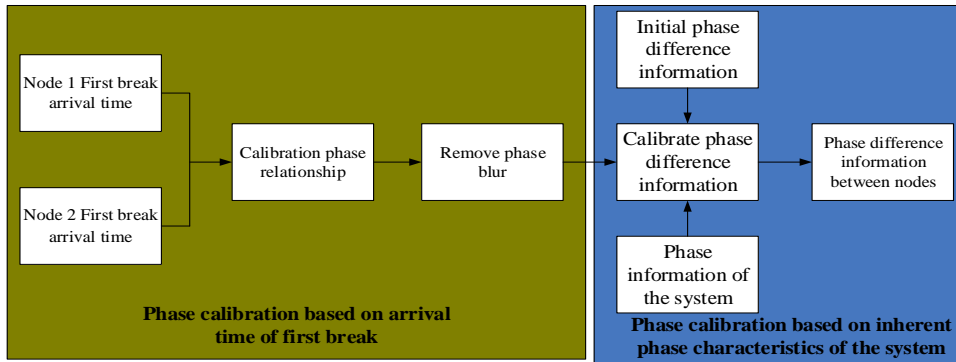 Node 1 First break
arrival time
Node 2 First break
arrival time
Calibration phase
relationship
Remove phase
blur
Phase calibration based on arrival
time of first break
Initial phase
difference
information
Calibrate phase
difference
information
Phase difference
information
between nodes
Phase
information of
the system
Phase calibration based on inherent
phase characteristics of the system